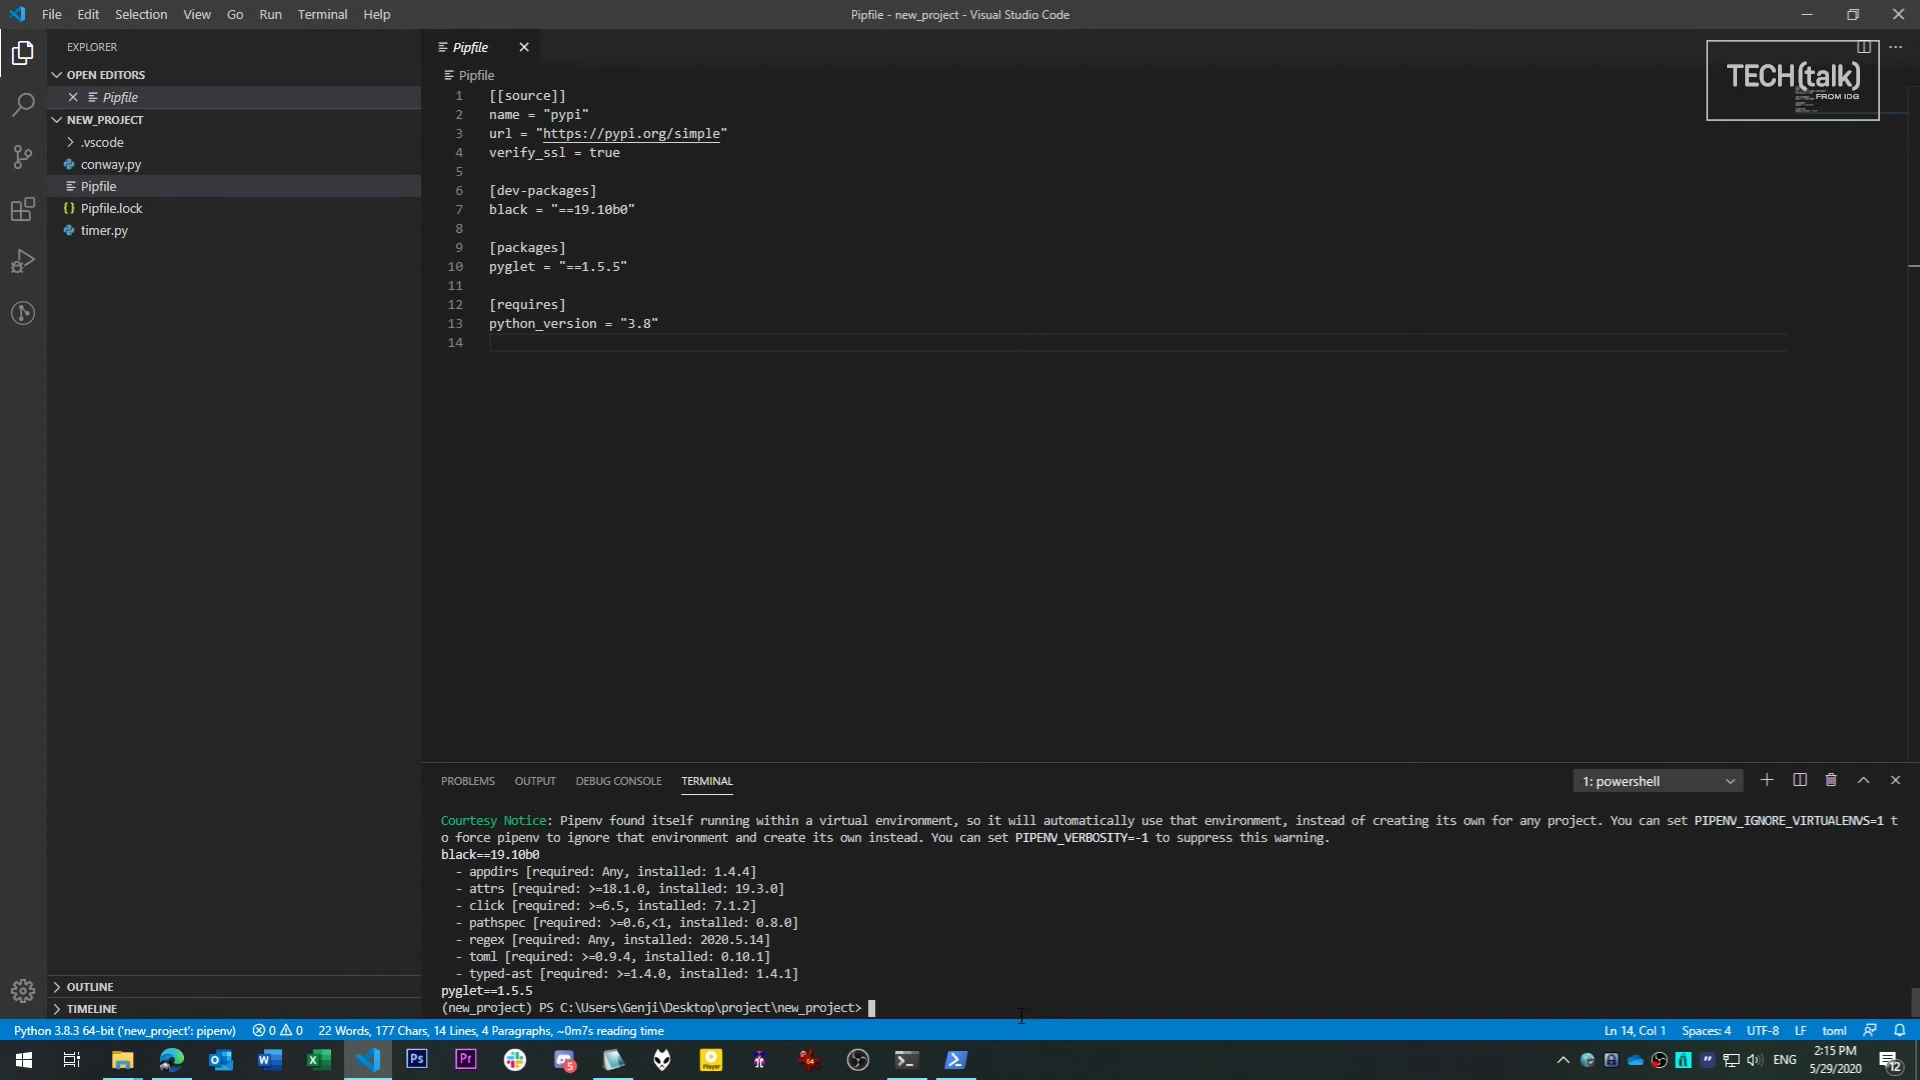 File Edit Selection View Go Run Terminal Help
Pipfile - new_project - Visual Studio Code
EXPLORER
OPEN EDITORS
Pipfile
NEW_PROJECT
.vscode
conway.py
Pipfile
Pipfile.lock
timer.py
OUTLINE
TIMELINE
Pipfile
Pipfile
TECH(talk)
FROM IDG
1 [[source]]
2 name = "pypi"
3 url = "https://pypi.org/simple"
4 verify_ssl = true
5
6 [dev-packages]
7 black = "==19.10b0"
8
9 [packages]
10 pyglet = "==1.5.5"
11
12 [requires]
13 python_version = "3.8"
14
PROBLEMS OUTPUT DEBUG CONSOLE TERMINAL
1: powershell
Courtesy Notice: Pipenv found itself running within a virtual environment, so it will automatically use that environment, instead of creating its own for any project. You can set PIPENV_IGNORE_VIRTUALENVS=1 t
o force pipenv to ignore that environment and create its own instead. You can set PIPENV_VERBOSITY=-1 to suppress this warning.
black==19.10b0
- appdirs [required: Any, installed: 1.4.4]
- attrs [required: >=18.1.0, installed: 19.3.0]
- click [required: >=6.5, installed: 7.1.2]
- pathspec [required: >=0.6,<1, installed: 0.8.0]
- regex [required: Any, installed: 2020.5.14]
- toml [required: >=0.9.4, installed: 0.10.1]
- typed-ast [required: >=1.4.0, installed: 1.4.1]
pyglet==1.5.5
(new_project) PS C:\Users\Genji\Desktop\project\new_project>
Python 3.8.3 64-bit ('new_project': pipenv) 0 0 22 Words, 177 Chars, 14 Lines, 4 Paragraphs, ~0m7s reading time
Ln 14, Col 1 Spaces: 4 UTF-8 LF toml
Ps Pr 5
ENG
2:15 PM
5/29/2020
12